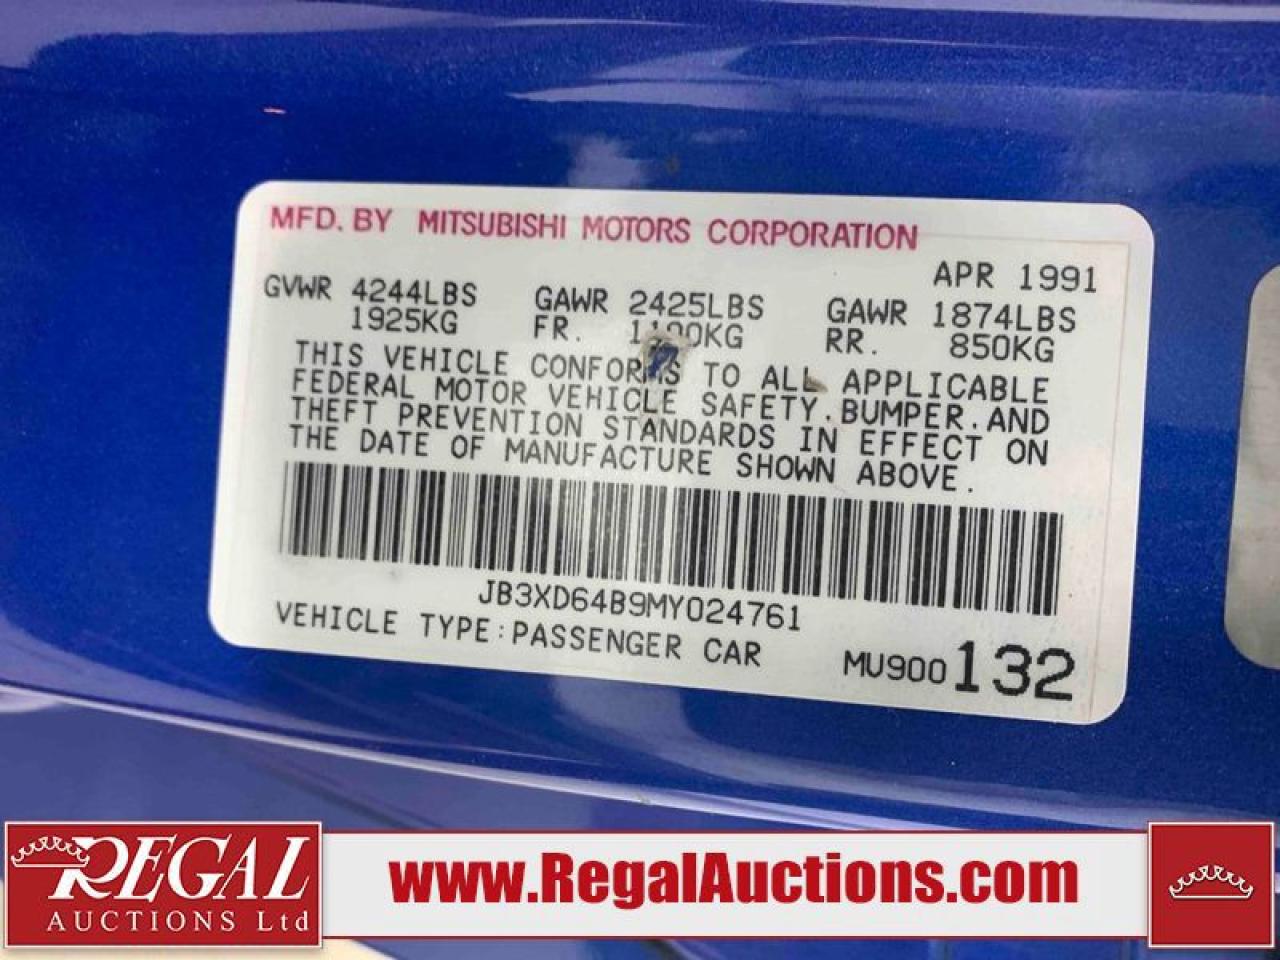 MFD. BY MITSUBISHI MOTORS CORPORATION
APR 1991
GVWR 4244LBS GAWR 2425LBS GAWR 1874LBS
1925KG FR. 1100KG RR. 850KG
THIS VEHICLE CONFORMS TO ALL APPLICABLE
FEDERAL MOTOR VEHICLE SAFETY, BUMPER, AND
THEFT PREVENTION STANDARDS IN EFFECT ON
THE DATE OF MANUFACTURE SHOWN ABOVE.
JB3XD64B9MY024761
VEHICLE TYPE:PASSENGER CAR MU900132
REGAL
AUCTIONS Ltd
www.RegalAuctions.com